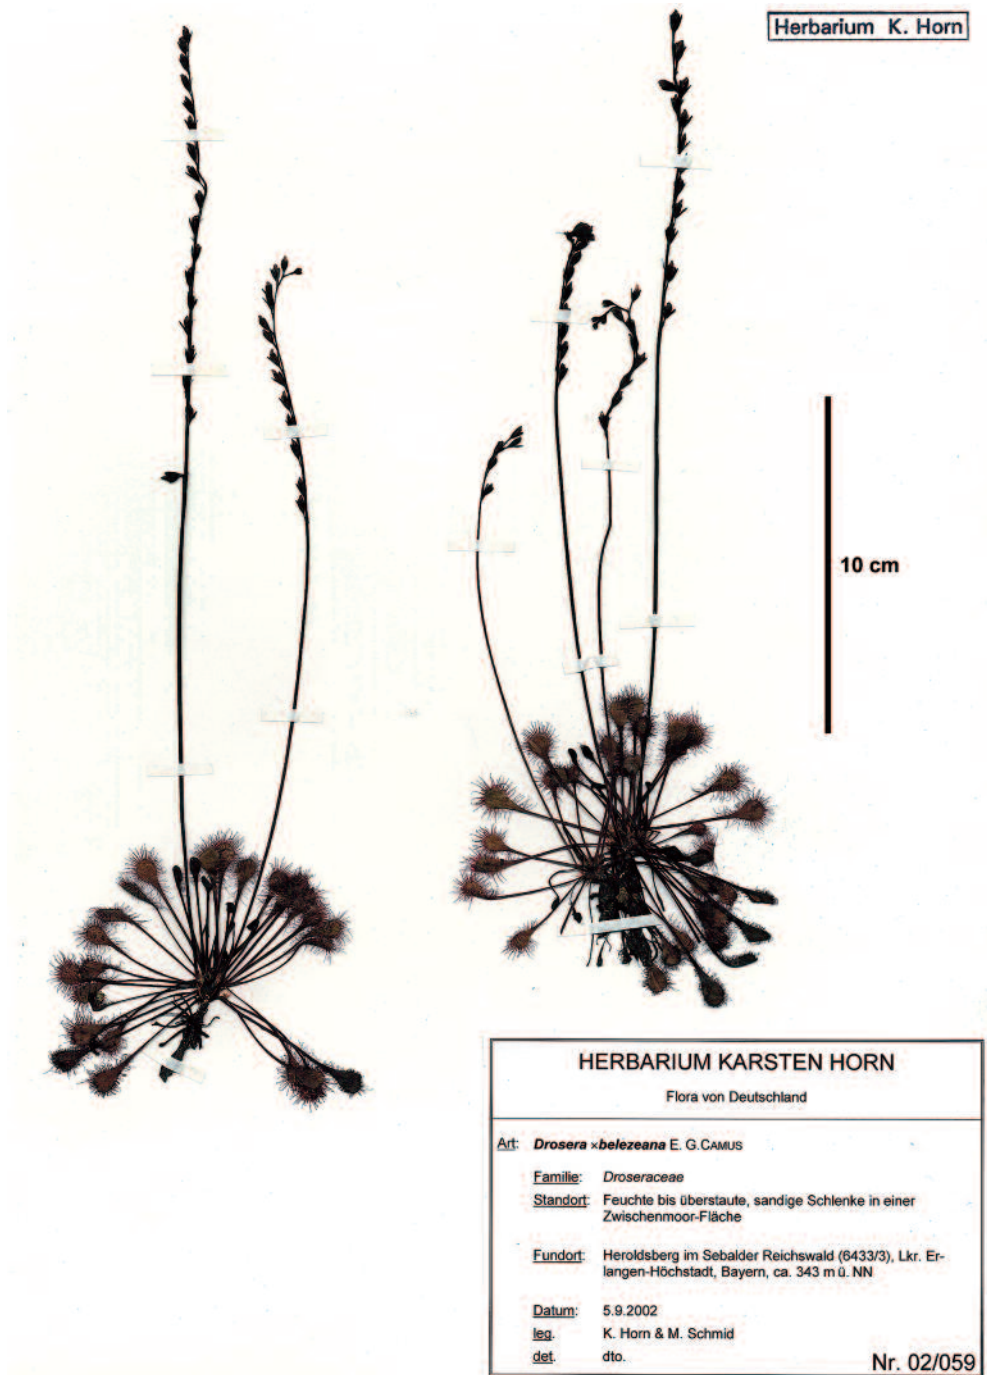 Herbarium K. Horn
10 cm
HERBARIUM KARSTEN HORN
Flora von Deutschland
Art: Drosera ×belezeana E. G.CAMUS
Familie: Droseraceae
Standort: Feuchte bis überstaute, sandige Schlenke in einer
Zwischenmoor-Fläche
Fundort: Heroldsberg im Sebalder Reichswald (6433/3), Lkr. Er-
langen-Höchstadt, Bayern, ca. 343 m ü. NN
Datum: 5.9.2002
leg. K. Horn & M. Schmid
det. dto.
Nr. 02/059